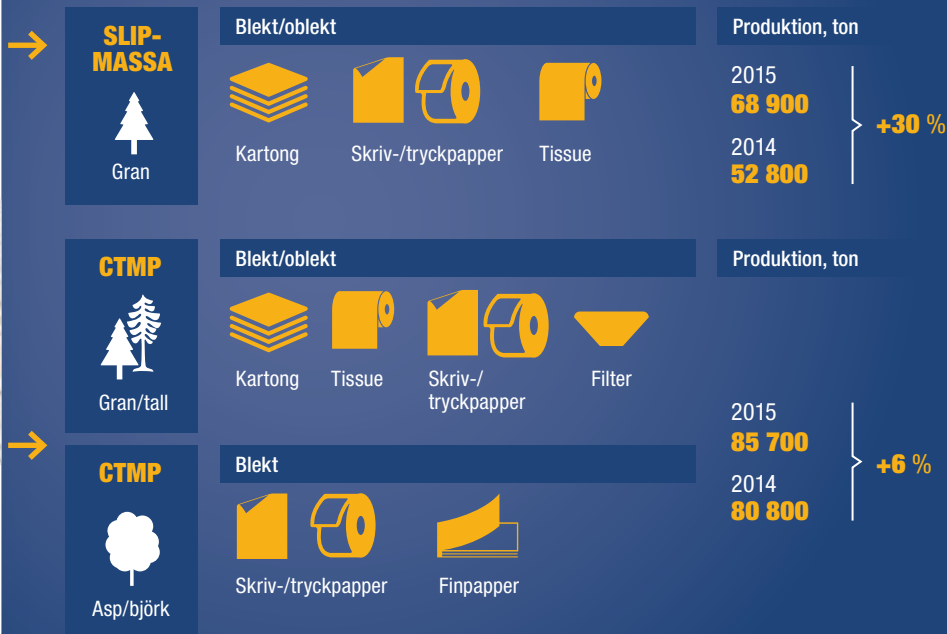 SLIP-
MASSA
Gran
Blekt/oblekt
Kartong
Skriv-/tryckpapper
Tissue
Produktion, ton
2015
68 900
2014
52 800
+30 %
CTMP
Gran/tall
Blekt/oblekt
Kartong
Tissue
Skriv-/
tryckpapper
Filter
Produktion, ton
CTMP
Asp/björk
Blekt
Skriv-/tryckpapper
Finpapper
2015
85 700
2014
80 800
+6 %